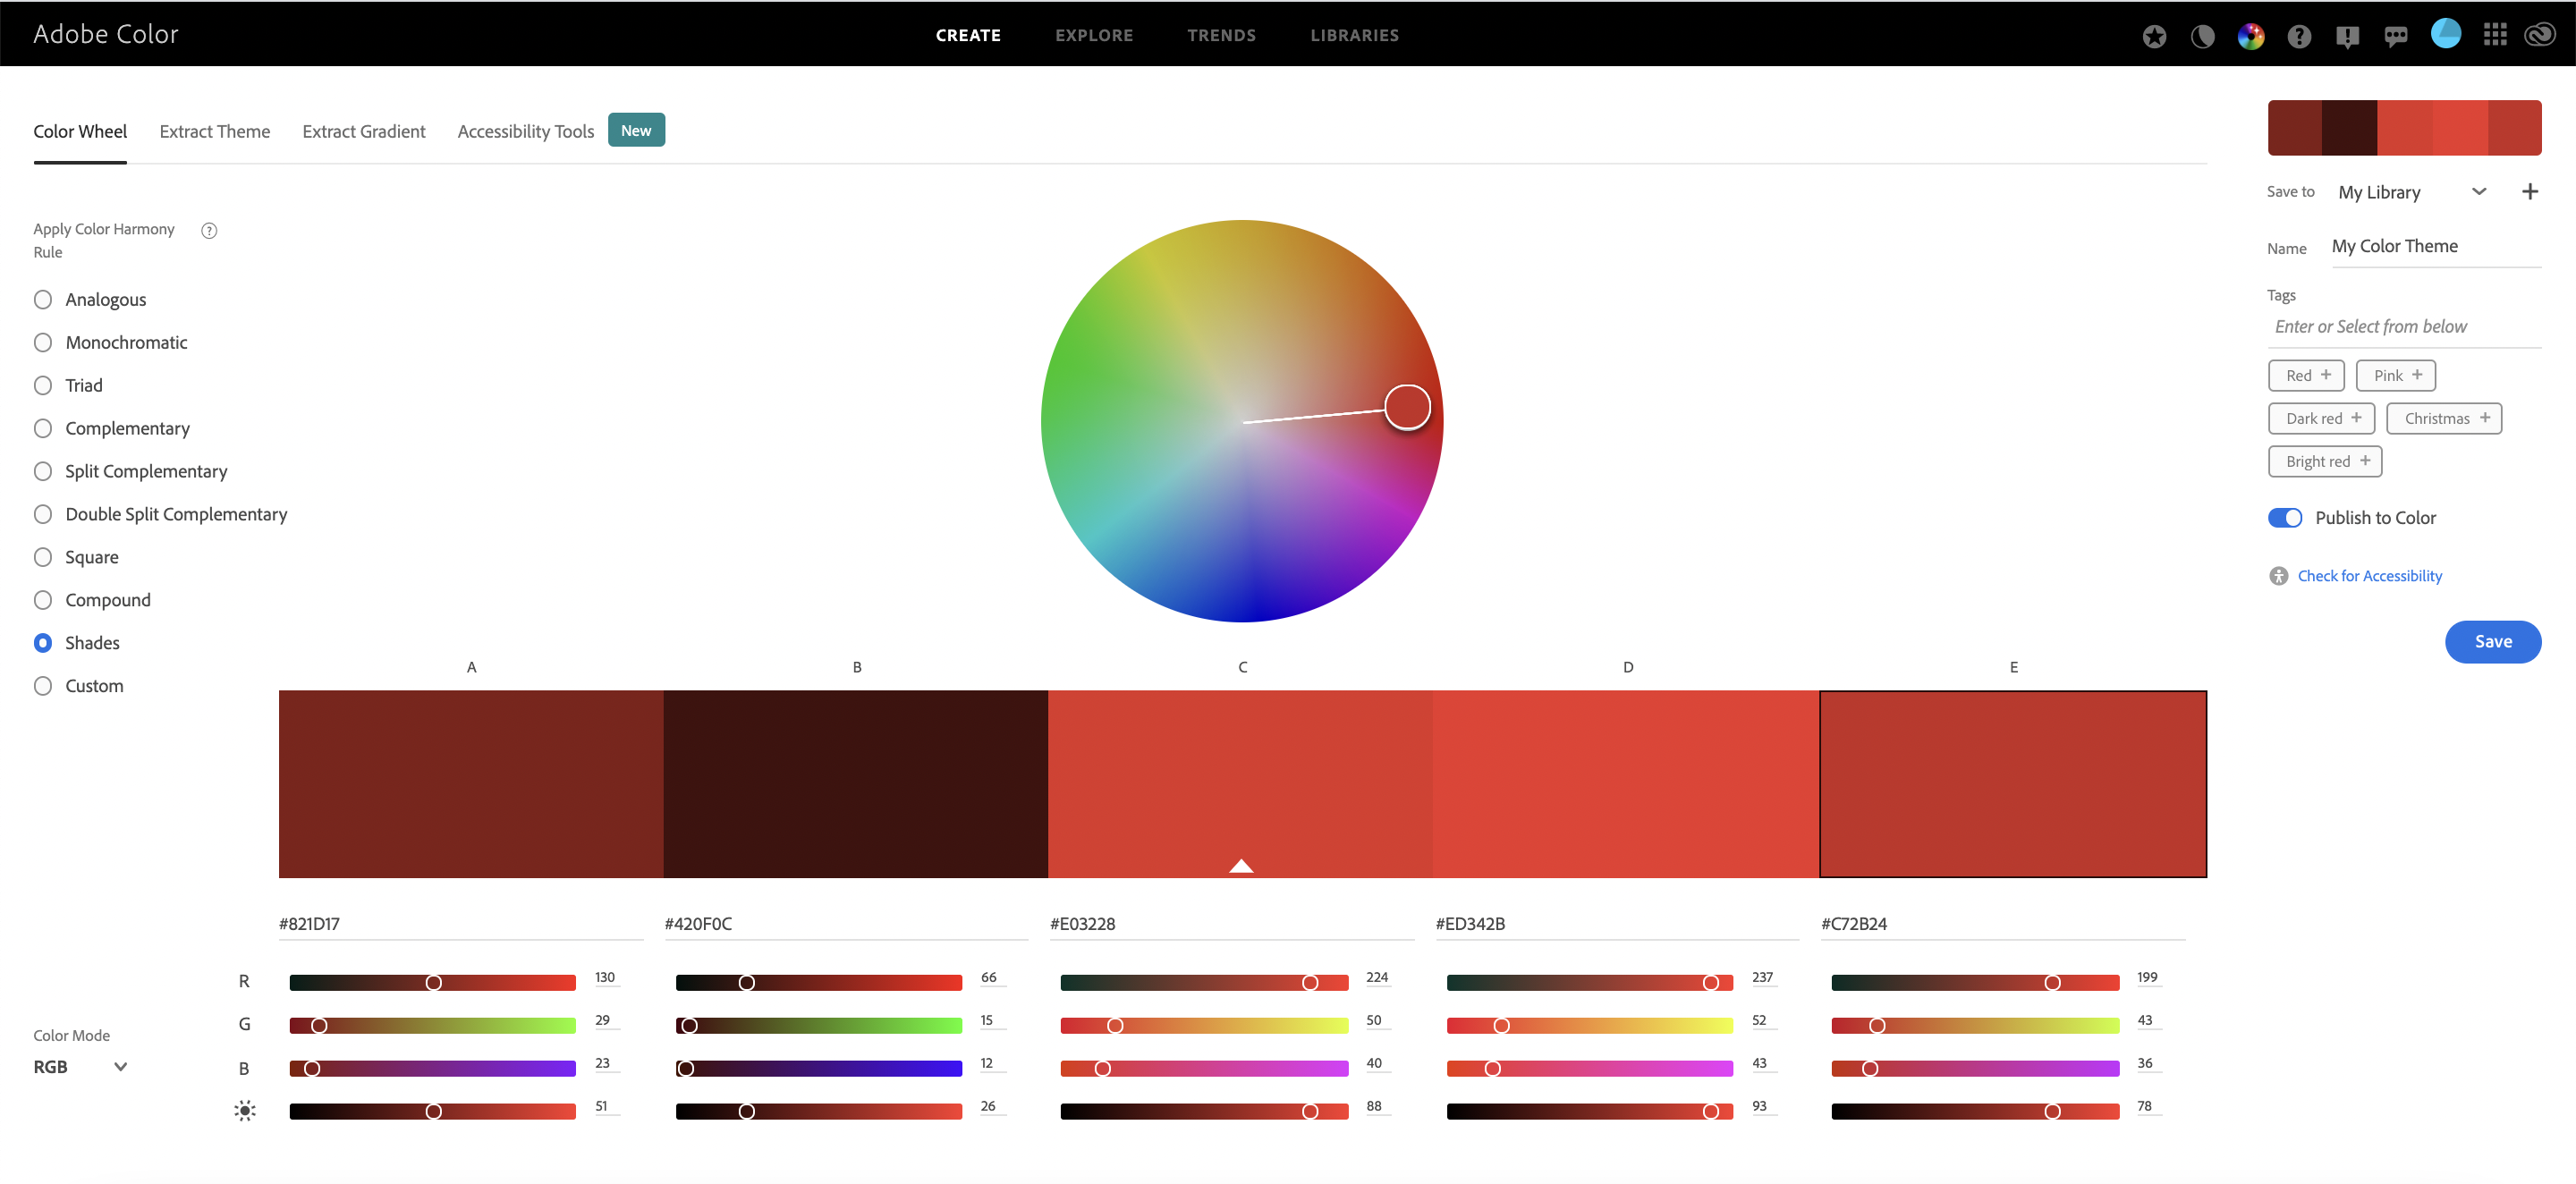 Adobe Color
CREATE EXPLORE TRENDS LIBRARIES
Color Wheel Extract Theme Extract Gradient Accessibility Tools New
Apply Color Harmony
Rule
Analogous
Monochromatic
Triad
Complementary
Split Complementary
Double Split Complementary
Square
Compound
Shades
Custom
Save to My Library
Name My Color Theme
Tags
Enter or Select from below
Red + Pink +
Dark red + Christmas +
Bright red +
Publish to Color
Check for Accessibility
Save
A B C D E
#821D17 #420F0C #E03228 #ED342B #C72B24
R 130 66 224 237 199
G 29 15 50 52 43
B 23 12 40 43 36
51 26 88 93 78
Color Mode
RGB